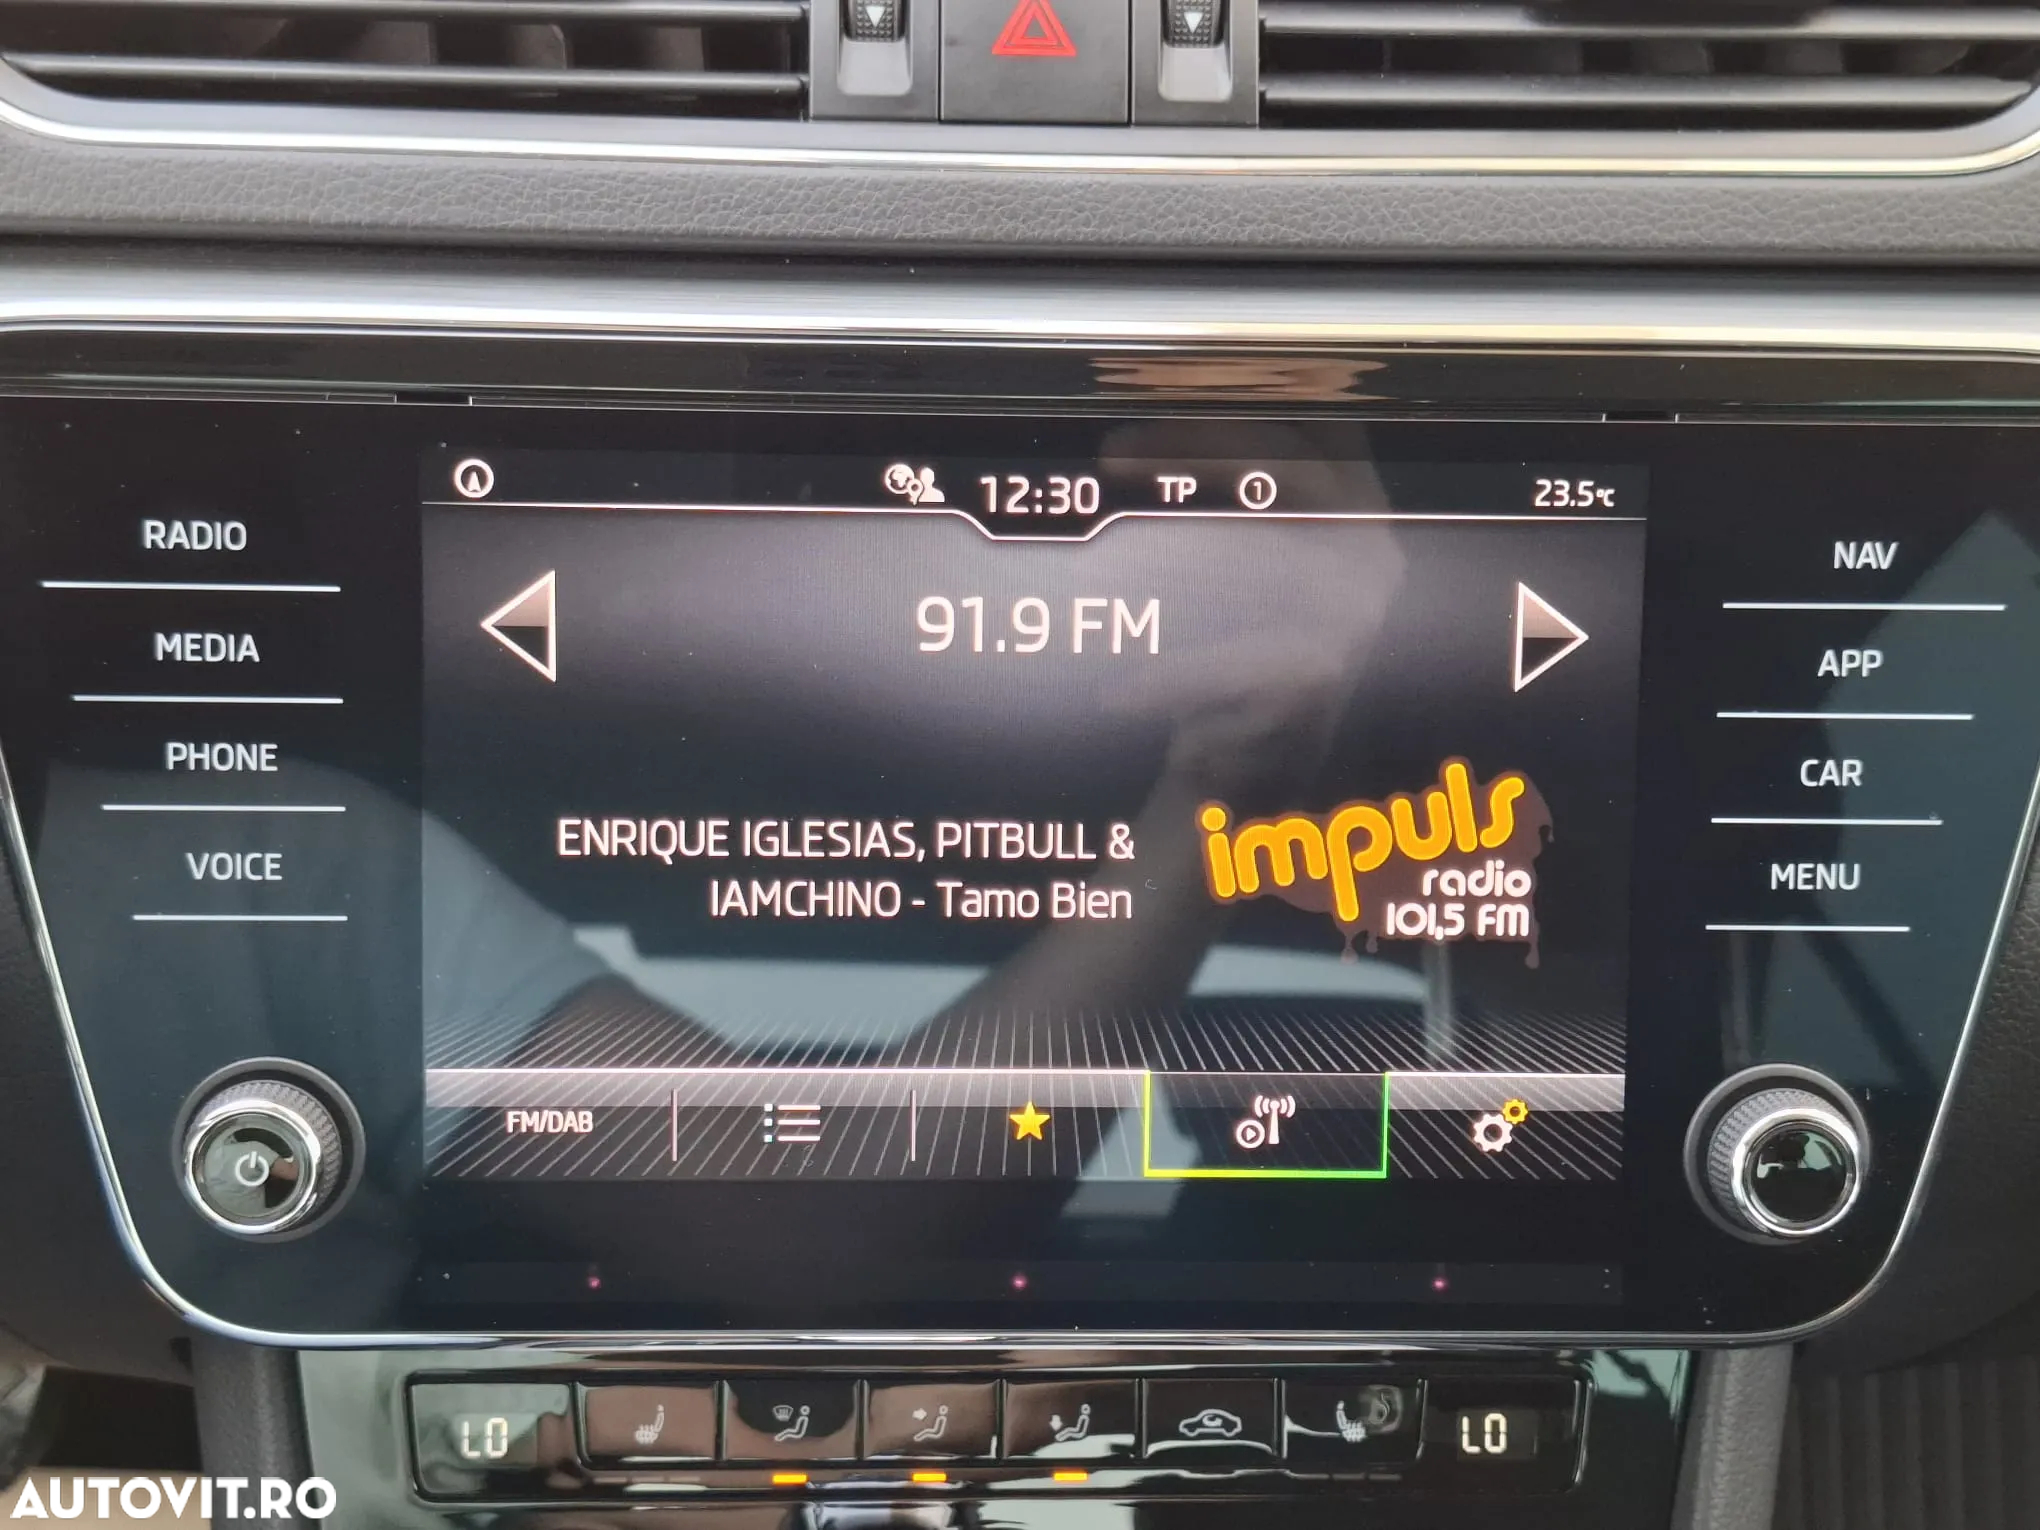 12:30 TP 1 23.5°C
RADIO
MEDIA
PHONE
VOICE
91.9 FM
ENRIQUE IGLESIAS, PITBULL &
IAMCHINO - Tamo Bien
impuls
radio
101,5 FM
NAV
APP
CAR
MENU
FM/DAB
LO LO
AUTOVIT.RO